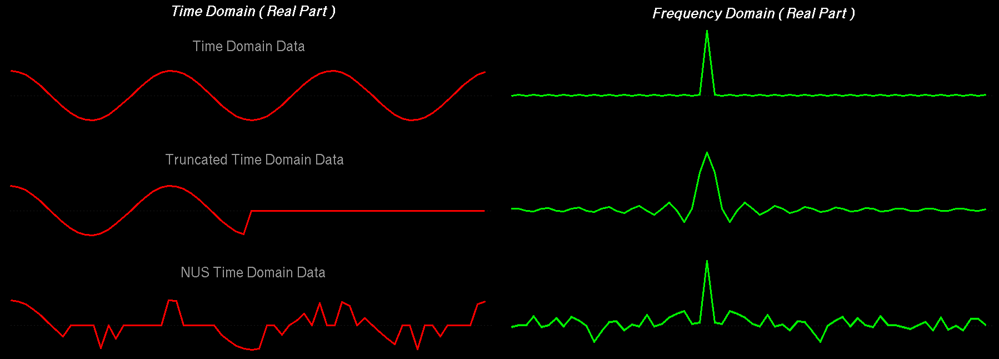 Time Domain ( Real Part )
Frequency Domain ( Real Part )
Time Domain Data
Truncated Time Domain Data
NUS Time Domain Data